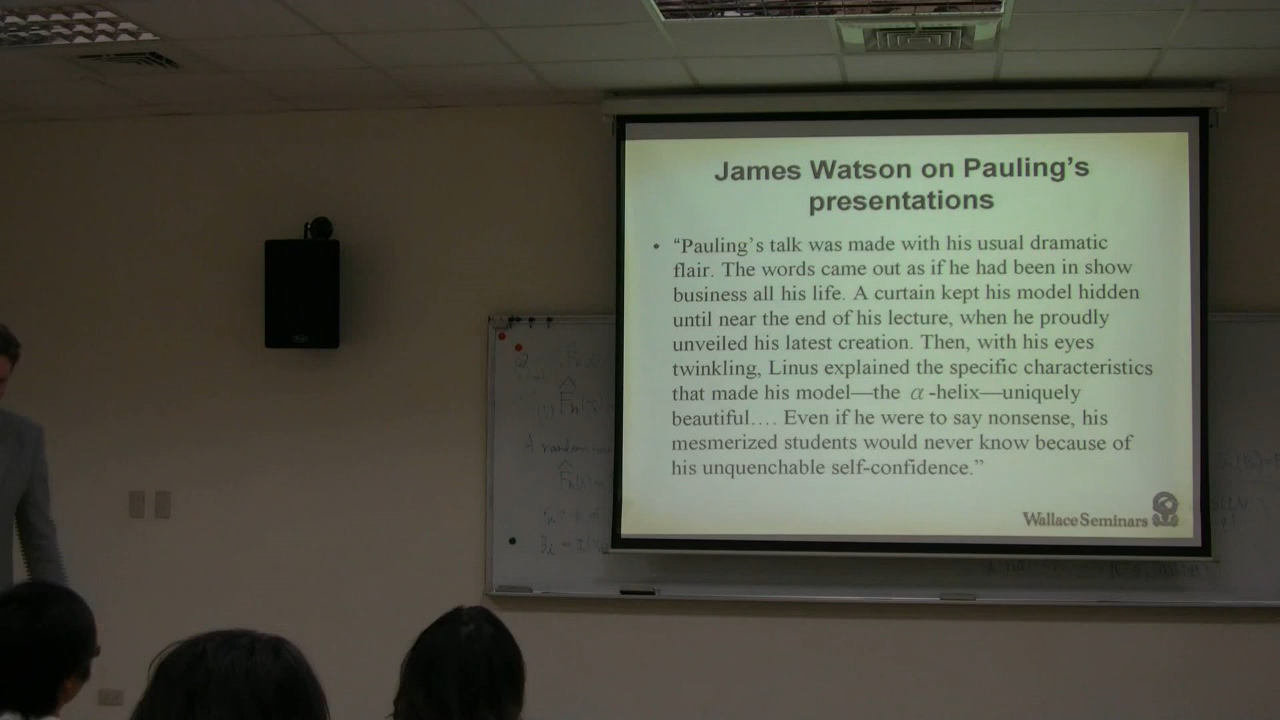 James Watson on Pauling's
presentations
• “Pauling's talk was made with his usual dramatic
flair. The words came out as if he had been in show
business all his life. A curtain kept his model hidden
until near the end of his lecture, when he proudly
unveiled his latest creation. Then, with his eyes
twinkling, Linus explained the specific characteristics
that made his model—the α -helix—uniquely
beautiful.… Even if he were to say nonsense, his
mesmerized students would never know because of
his unquenchable self-confidence.”
Wallace Seminars
A random